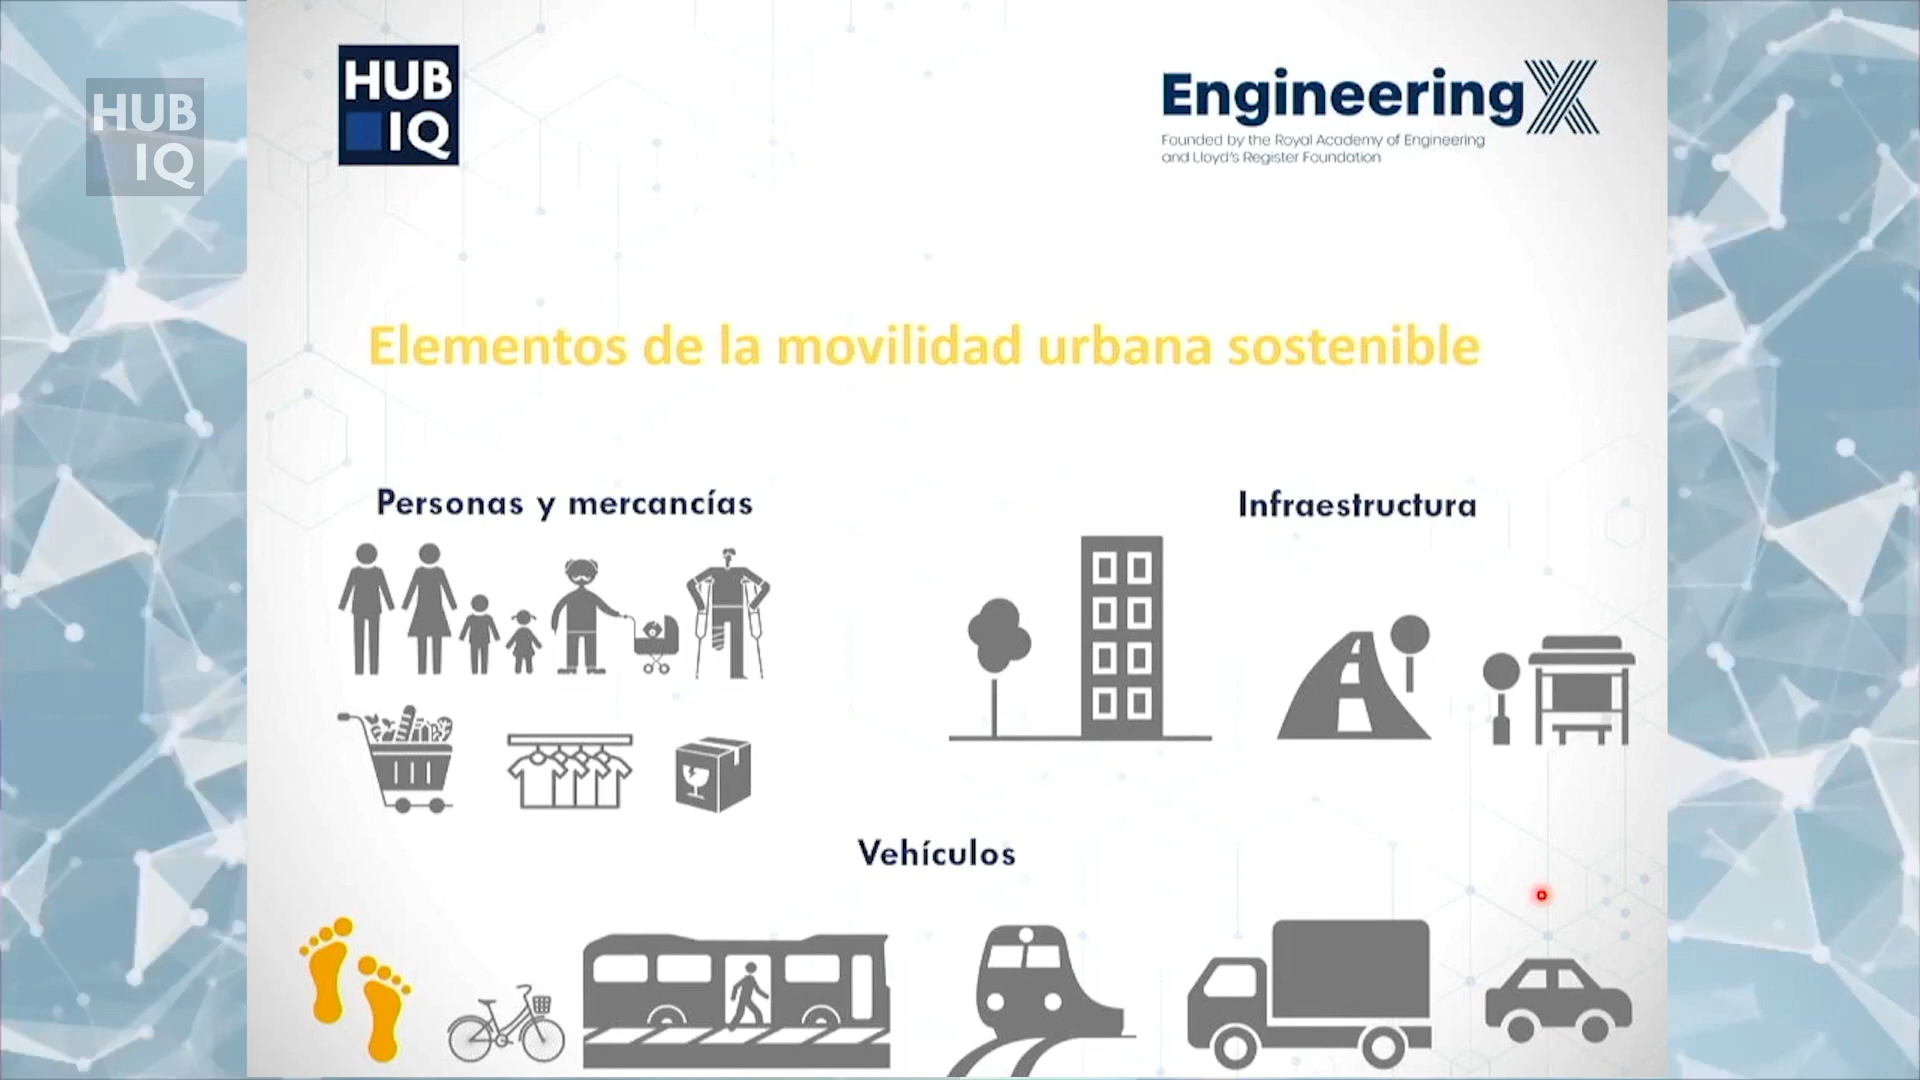 HUB
IQ
HUB
IQ
EngineeringX
Founded by the Royal Academy of Engineering
and Lloyd's Register Foundation
Elementos de la movilidad urbana sostenible
Personas y mercancías
Infraestructura
Vehículos